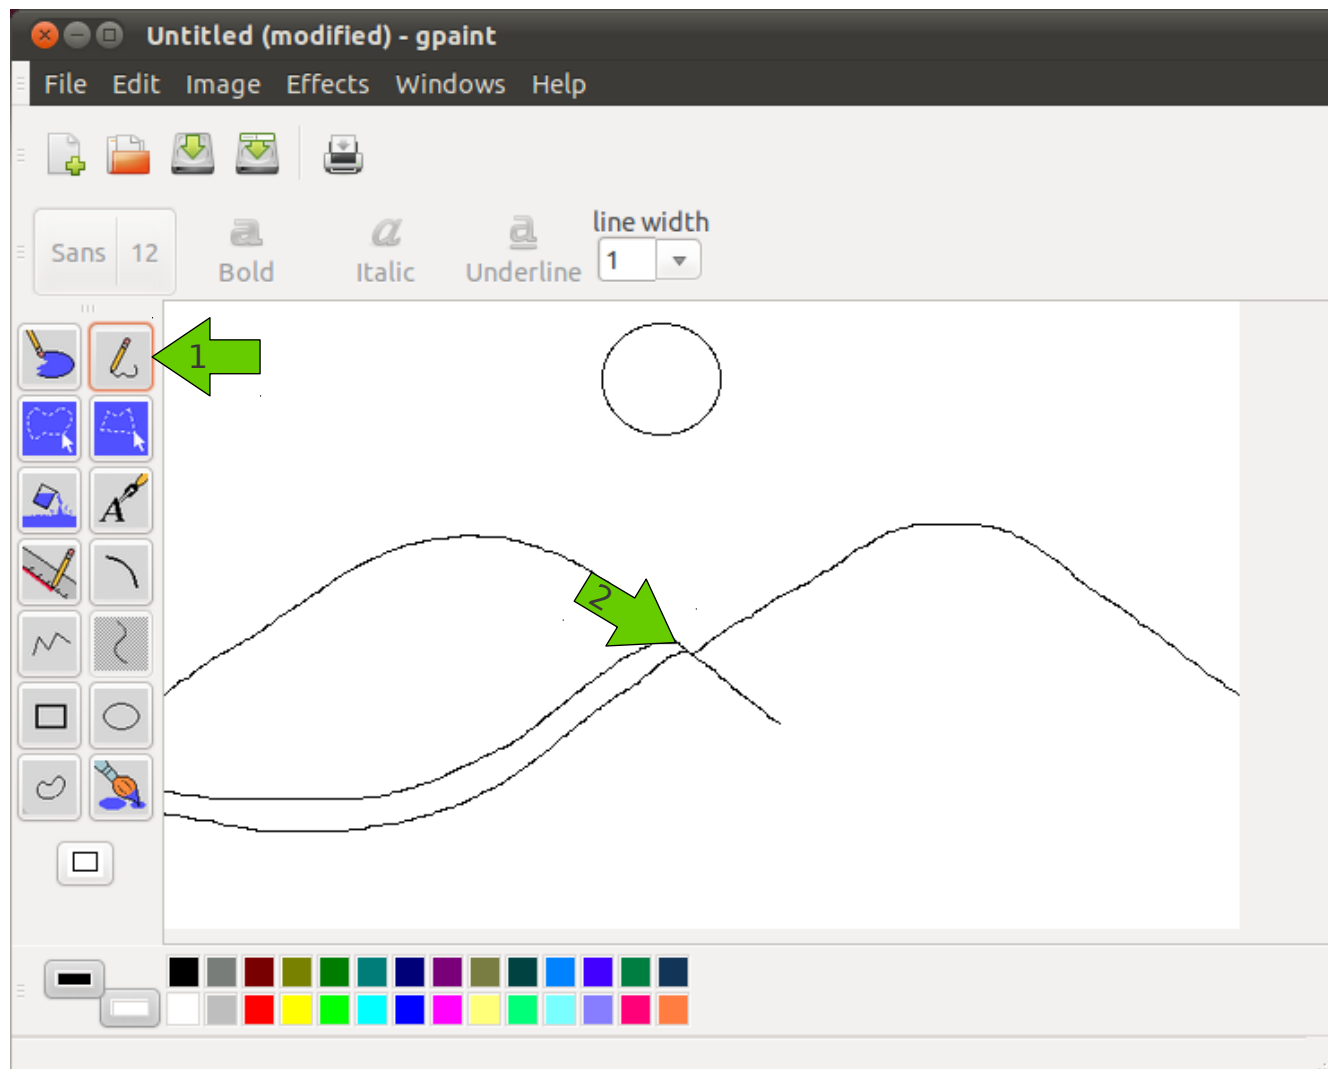 Untitled (modified) - gpaint
File Edit Image Effects Windows Help
line width
Sans 12 a Bold a Italic a Underline 1
1
A
2